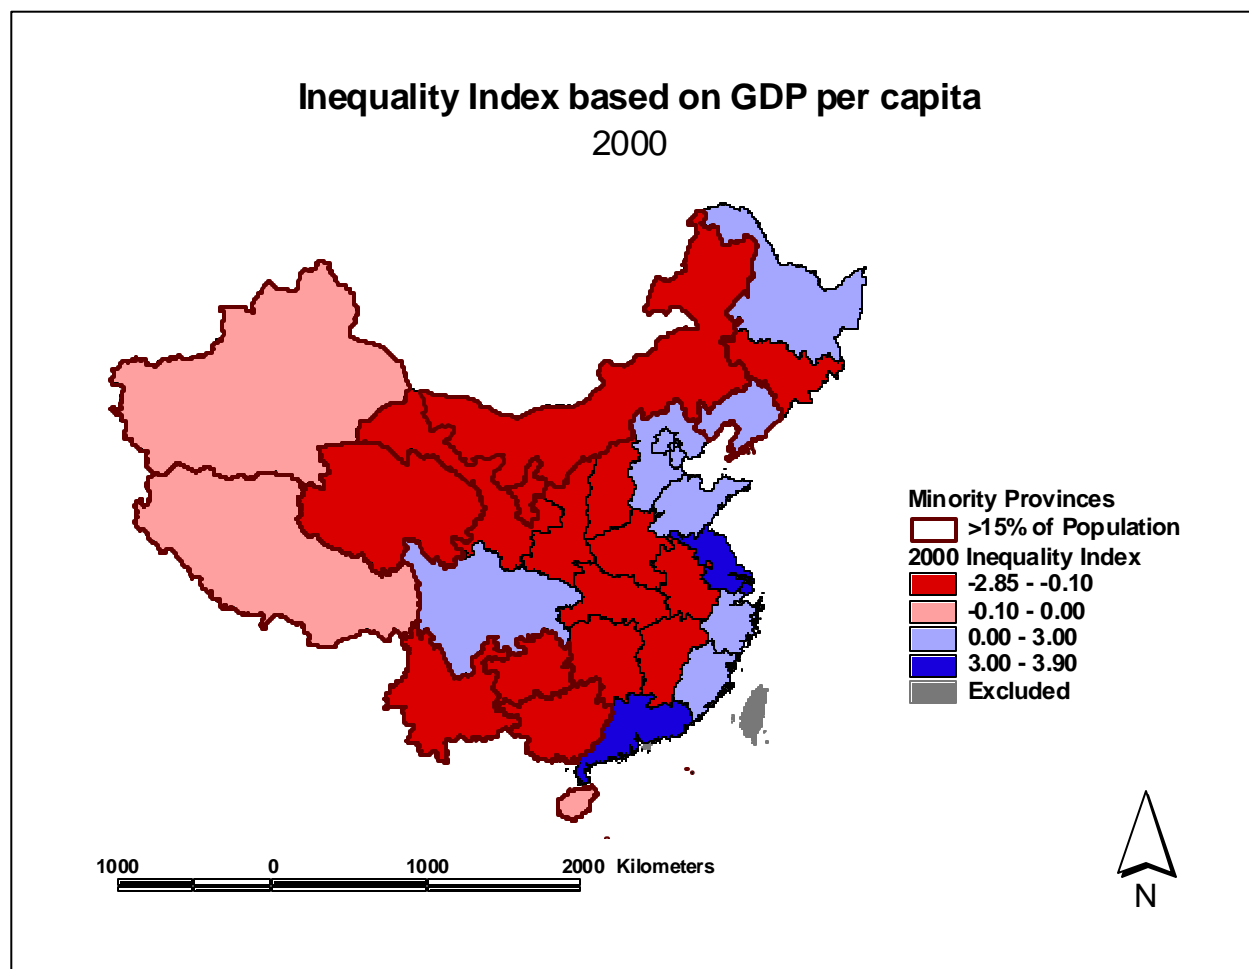 Inequality Index based on GDP per capita
2000
Minority Provinces
>15% of Population
2000 Inequality Index
-2.85 - -0.10
-0.10 - 0.00
0.00 - 3.00
3.00 - 3.90
Excluded
1000 0 1000 2000 Kilometers
N